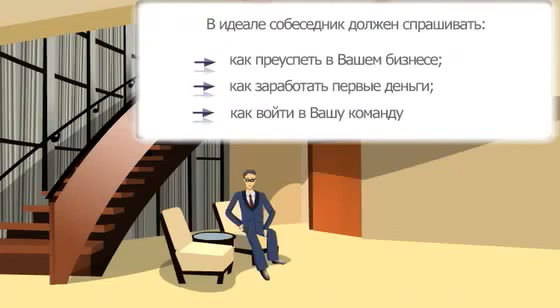 В идеале собеседник должен спрашивать:
как преуспеть в Вашем бизнесе;
как заработать первые деньги;
как войти в Вашу команду